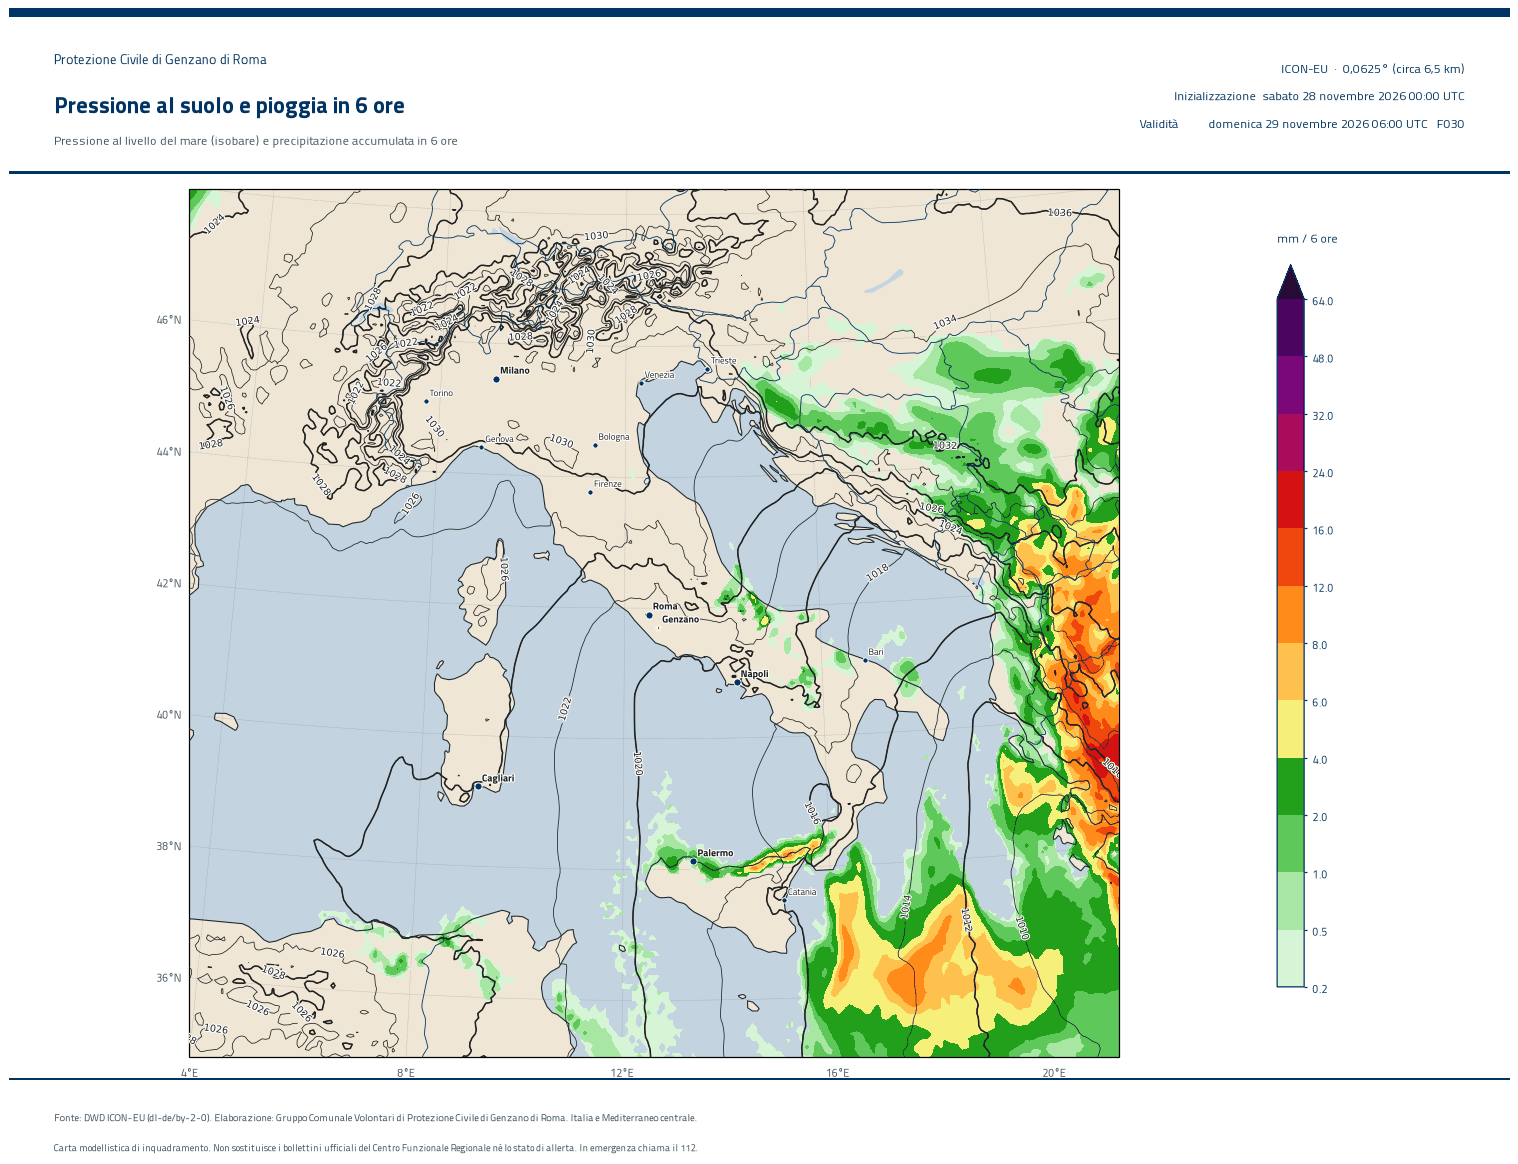 Protezione Civile di Genzano di Roma
Pressione al suolo e pioggia in 6 ore
Pressione al livello del mare (isobare) e precipitazione accumulata in 6 ore
ICON-EU · 0,0625° (circa 6,5 km)
Inizializzazione sabato 28 novembre 2026 00:00 UTC
Validità domenica 29 novembre 2026 06:00 UTC F030
mm / 6 ore
64.0
48.0
32.0
24.0
16.0
12.0
8.0
6.0
4.0
2.0
1.0
0.5
0.2
46°N
44°N
42°N
40°N
38°N
36°N
4°E
8°E
12°E
16°E
20°E
Milano
Torino
Venezia
Trieste
Genova
Bologna
Firenze
Roma
Genzano
Napoli
Bari
Cagliari
Palermo
Catania
1024
1036
1030
1034
1032
1028
1026
1022
1020
1018
1016
1014
1012
1010
Fonte: DWD ICON-EU (dl-de/by-2-0). Elaborazione: Gruppo Comunale Volontari di Protezione Civile di Genzano di Roma. Italia e Mediterraneo centrale.
Carta modellistica di inquadramento. Non sostituisce i bollettini ufficiali del Centro Funzionale Regionale né lo stato di allerta. In emergenza chiama il 112.